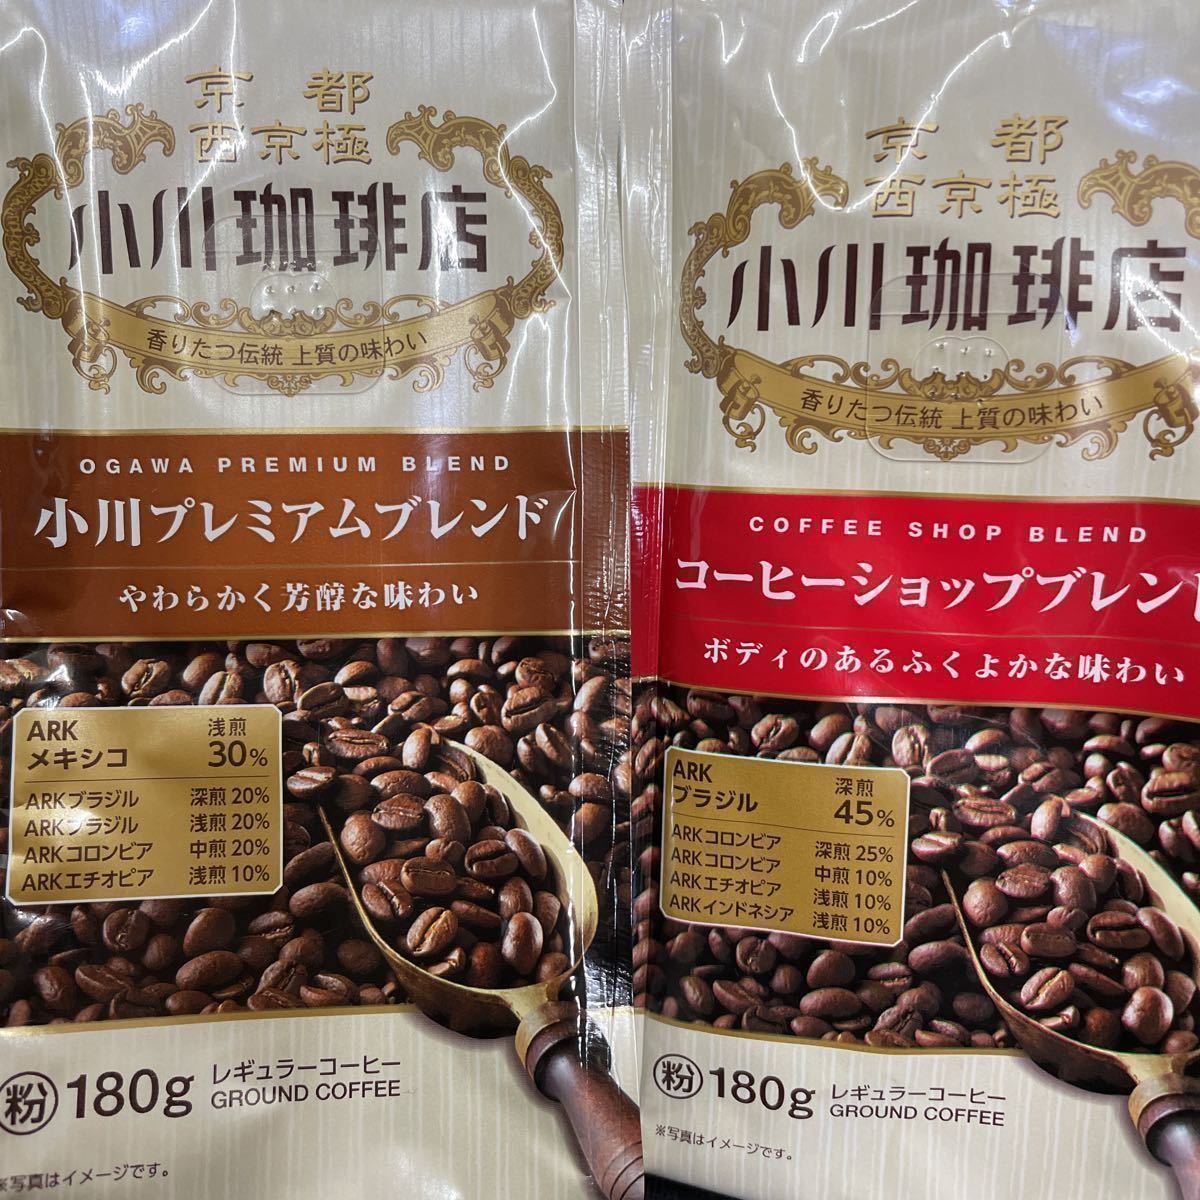 京都
西京極
小川珈琲店
香りたつ伝統 上質の味わい
OGAWA PREMIUM BLEND
小川プレミアムブレンド
やわらかく芳醇な味わい
ARK
メキシコ 浅煎 30%
ARKブラジル 深煎 20%
ARKブラジル 浅煎 20%
ARKコロンビア 中煎 20%
ARKエチオピア 浅煎 10%
粉 180g レギュラーコーヒー
GROUND COFFEE
※写真はイメージです。
京都
西京極
小川珈琲店
香りたつ伝統 上質の味わい
COFFEE SHOP BLEND
コーヒーショップブレンド
ボディのあるふくよかな味わい
ARK
ブラジル 深煎 45%
ARKコロンビア 深煎 25%
ARKコロンビア 中煎 10%
ARKエチオピア 浅煎 10%
ARKインドネシア 浅煎 10%
粉 180g レギュラーコーヒー
GROUND COFFEE
※写真はイメージです。